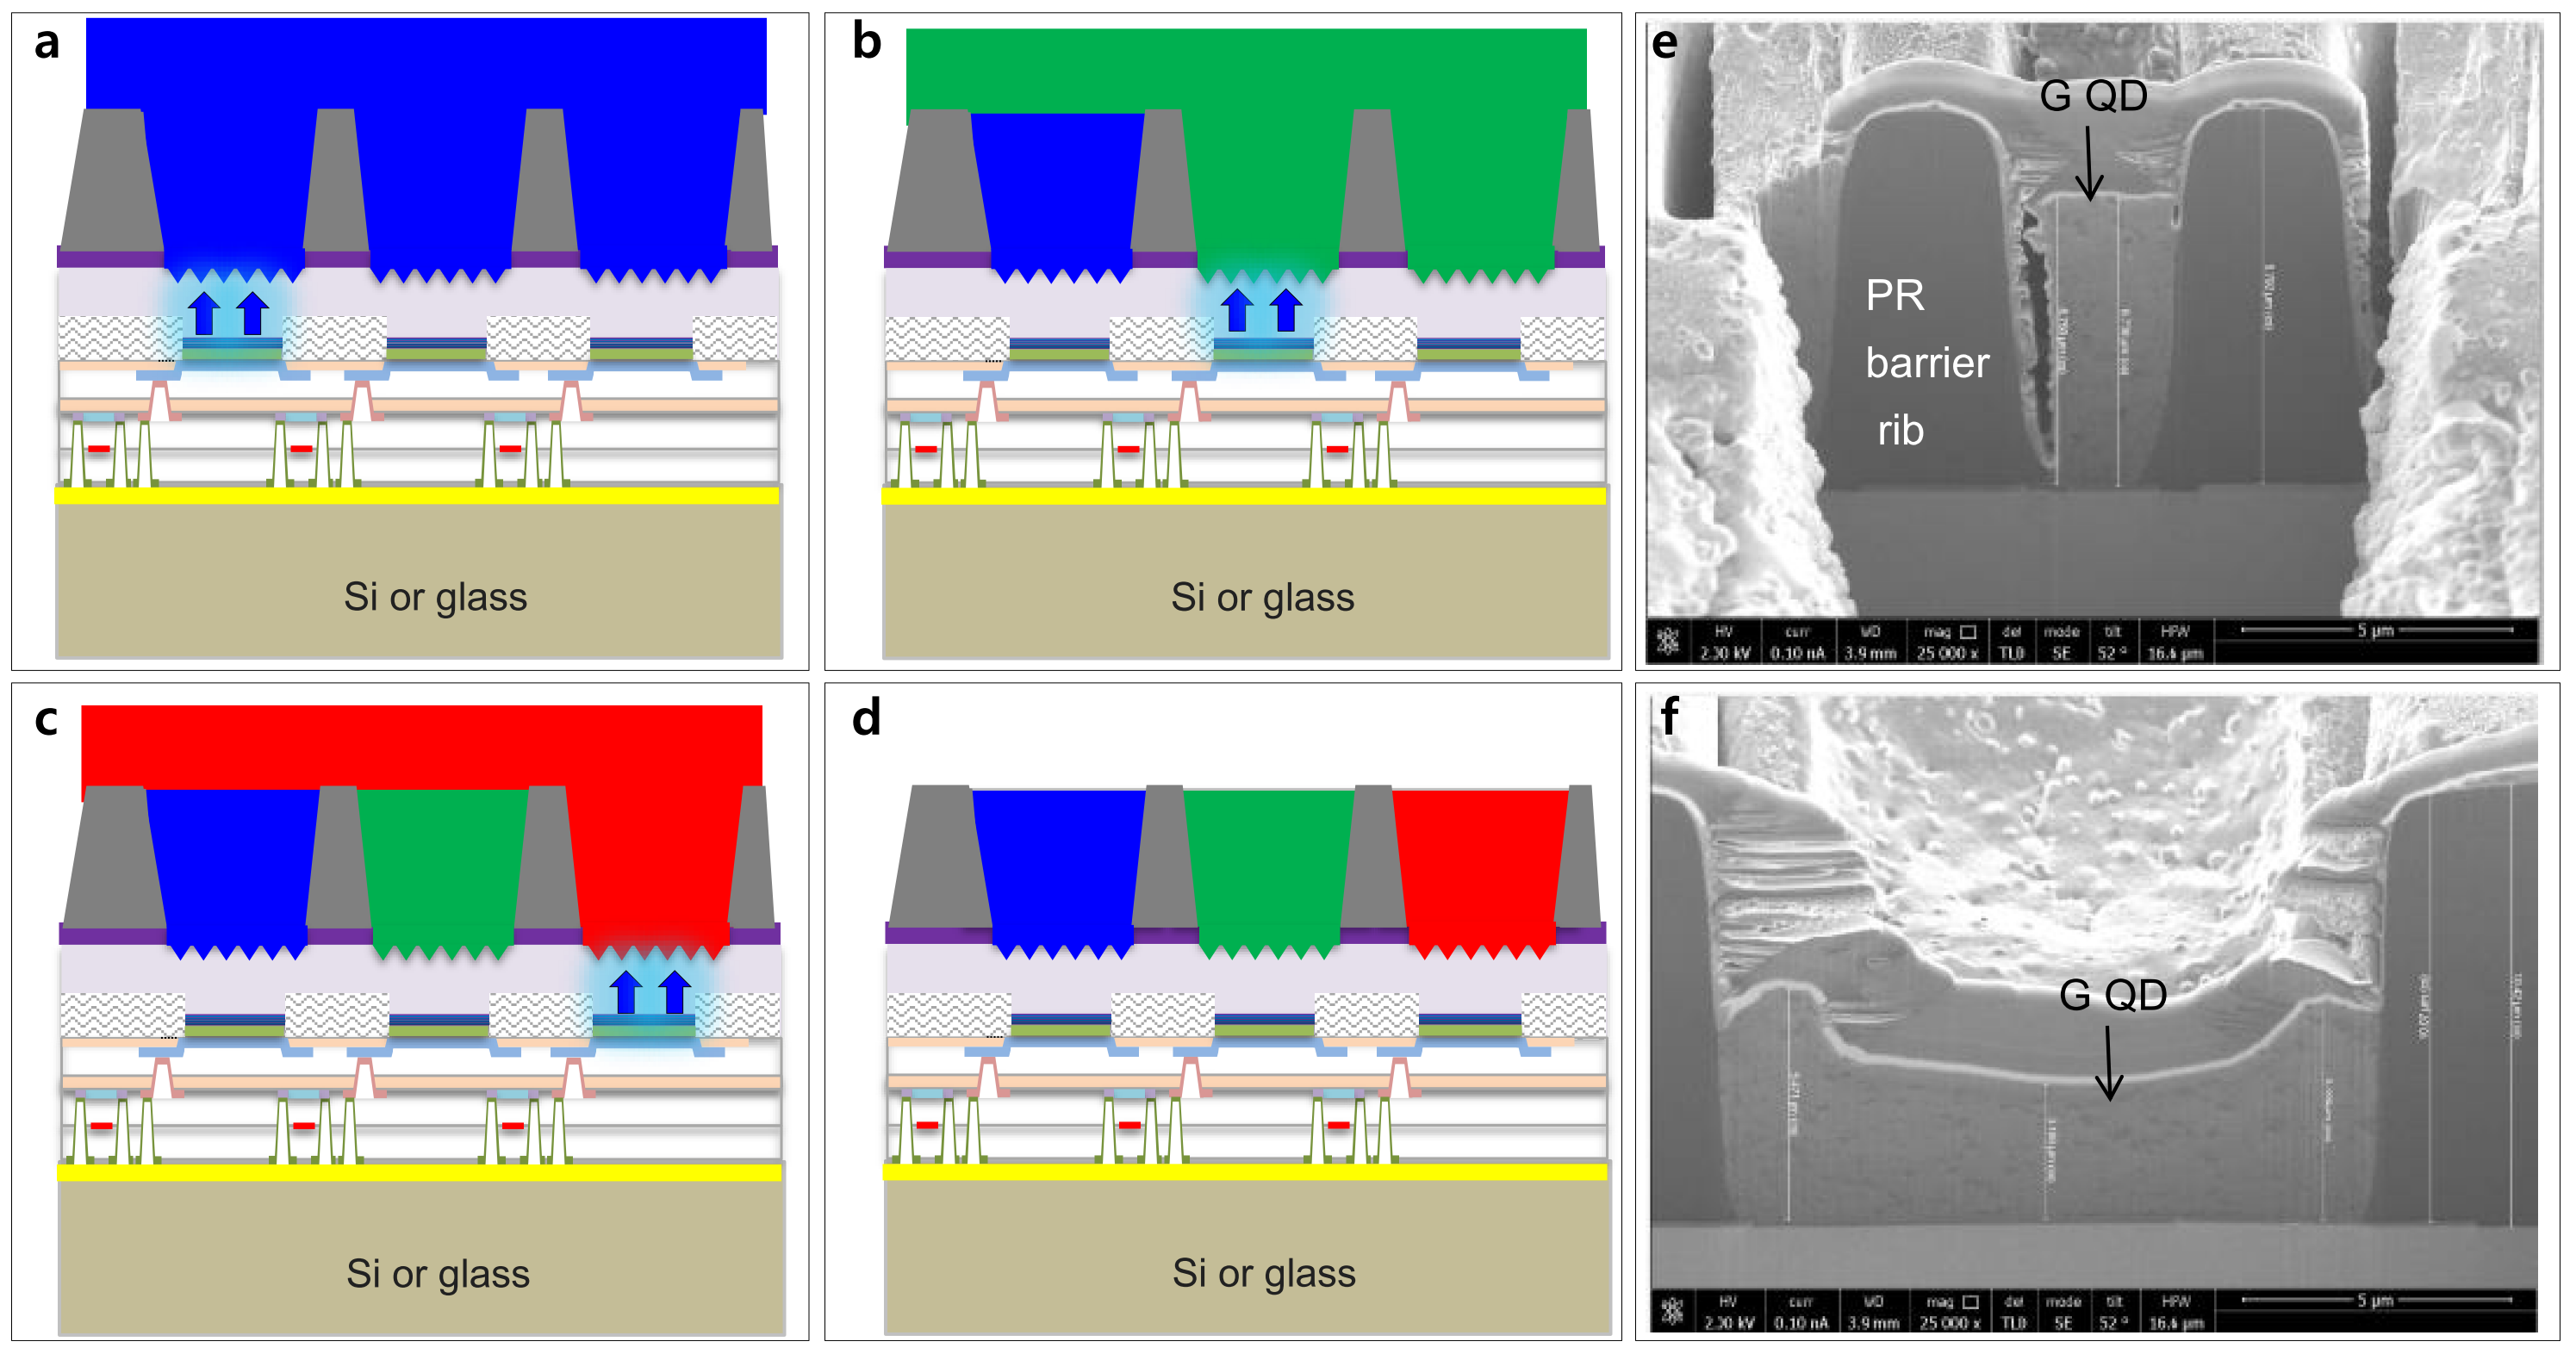 a
Si or glass
b
Si or glass
e
G QD
PR
barrier
rib
HV curr WD mag det mode tilt HFW
2.00 kV 0.10 nA 3.9 mm 25 000 x TLD SE 52 ° 16.6 µm
5 µm
c
Si or glass
d
Si or glass
f
G QD
HV curr WD mag det mode tilt HFW
2.00 kV 0.10 nA 3.9 mm 25 000 x TLD SE 52 ° 16.6 µm
5 µm